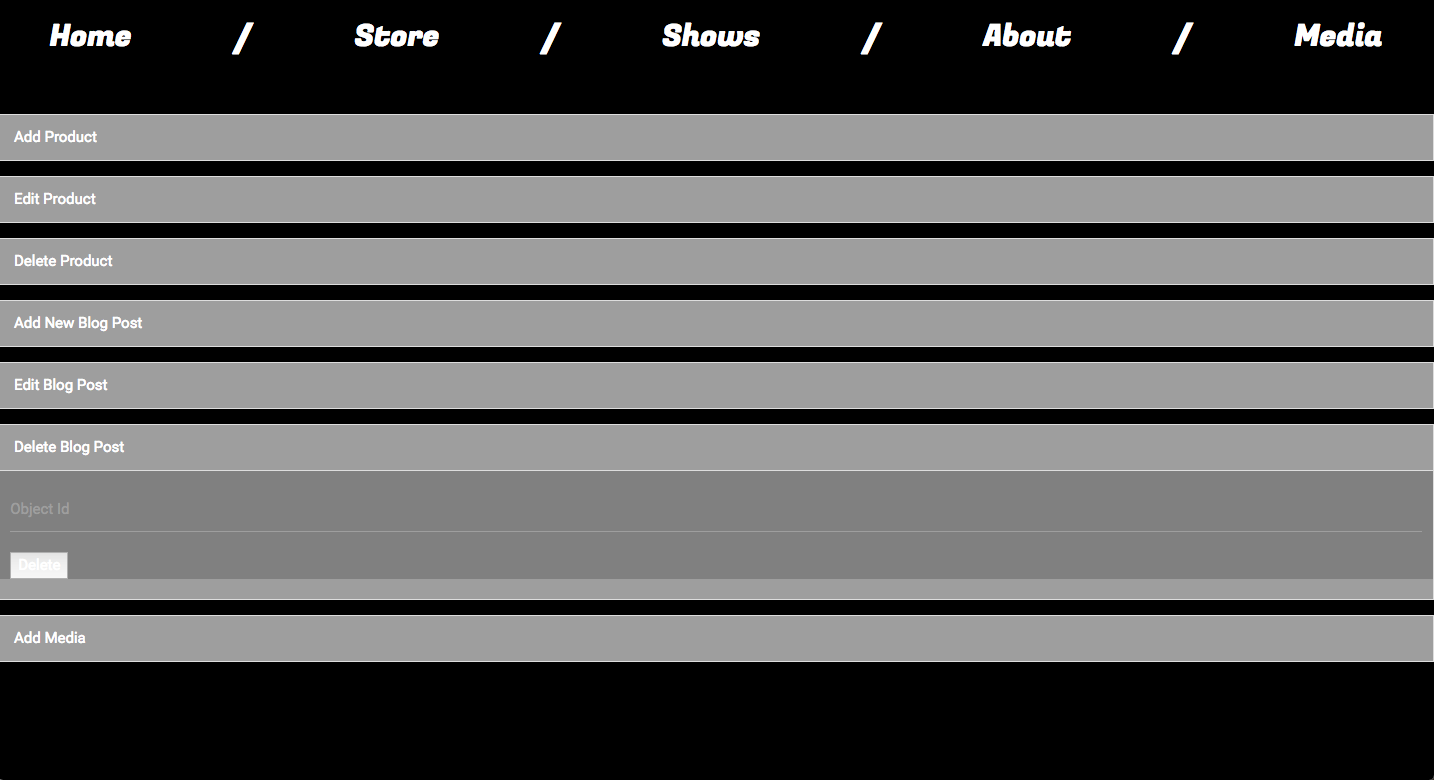 Home / Store / Shows / About / Media
Add Product
Edit Product
Delete Product
Add New Blog Post
Edit Blog Post
Delete Blog Post
Object Id
Delete
Add Media